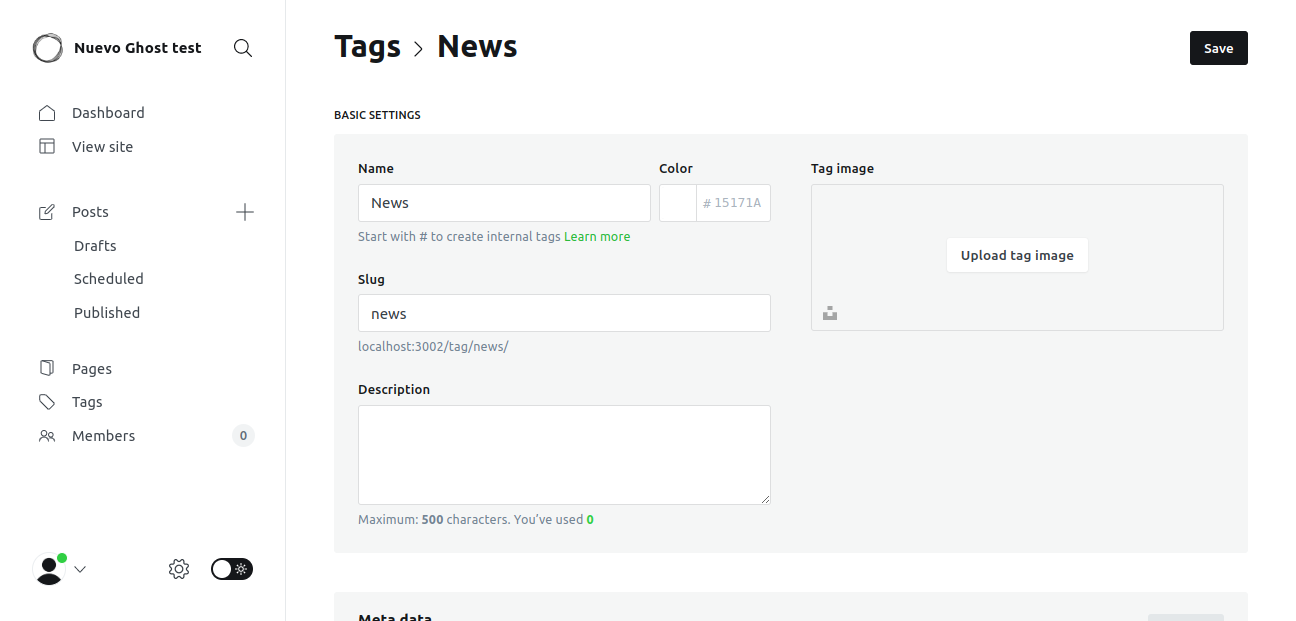 Nuevo Ghost test
Dashboard
View site
Posts
Drafts
Scheduled
Published
Pages
Tags
Members 0
Tags > News
Save
BASIC SETTINGS
Name
News
Start with # to create internal tags Learn more
Color
# 15171A
Slug
news
localhost:3002/tag/news/
Description
Maximum: 500 characters. You've used 0
Tag image
Upload tag image
Meta data